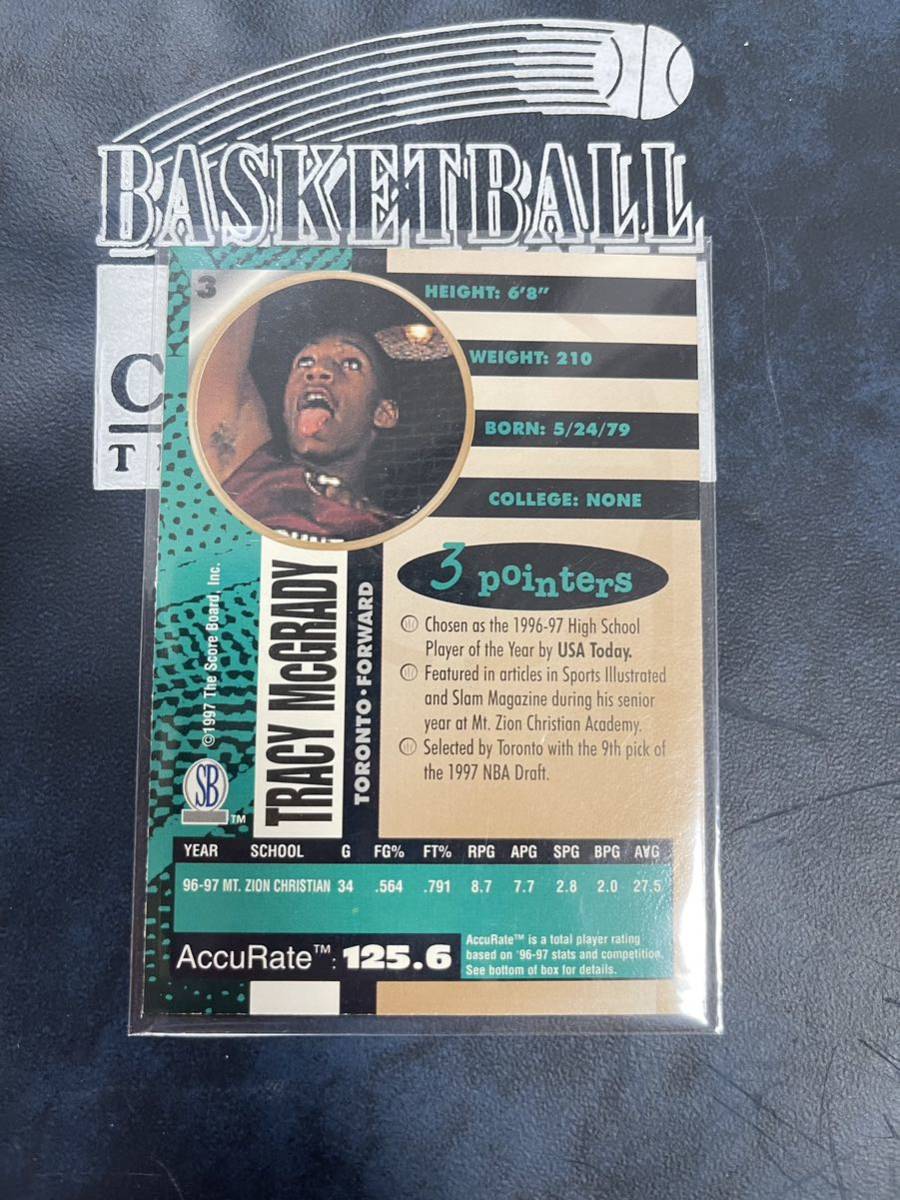 BASKETBALL
C
T
3
HEIGHT: 6'8"
WEIGHT: 210
BORN: 5/24/79
COLLEGE: NONE
3 pointers
Chosen as the 1996-97 High School
Player of the Year by USA Today.
Featured in articles in Sports Illustrated
and Slam Magazine during his senior
year at Mt. Zion Christian Academy.
Selected by Toronto with the 9th pick of
the 1997 NBA Draft.
©1997 The Score Board, Inc.
SB
TM
TRACY McGRADY
TORONTO • FORWARD
YEAR SCHOOL G FG% FT% RPG APG SPG BPG AVG
96-97 MT. ZION CHRISTIAN 34 .564 .791 8.7 7.7 2.8 2.0 27.5
AccuRate™: 125.6
AccuRate™ is a total player rating
based on '96-97 stats and competition.
See bottom of box for details.